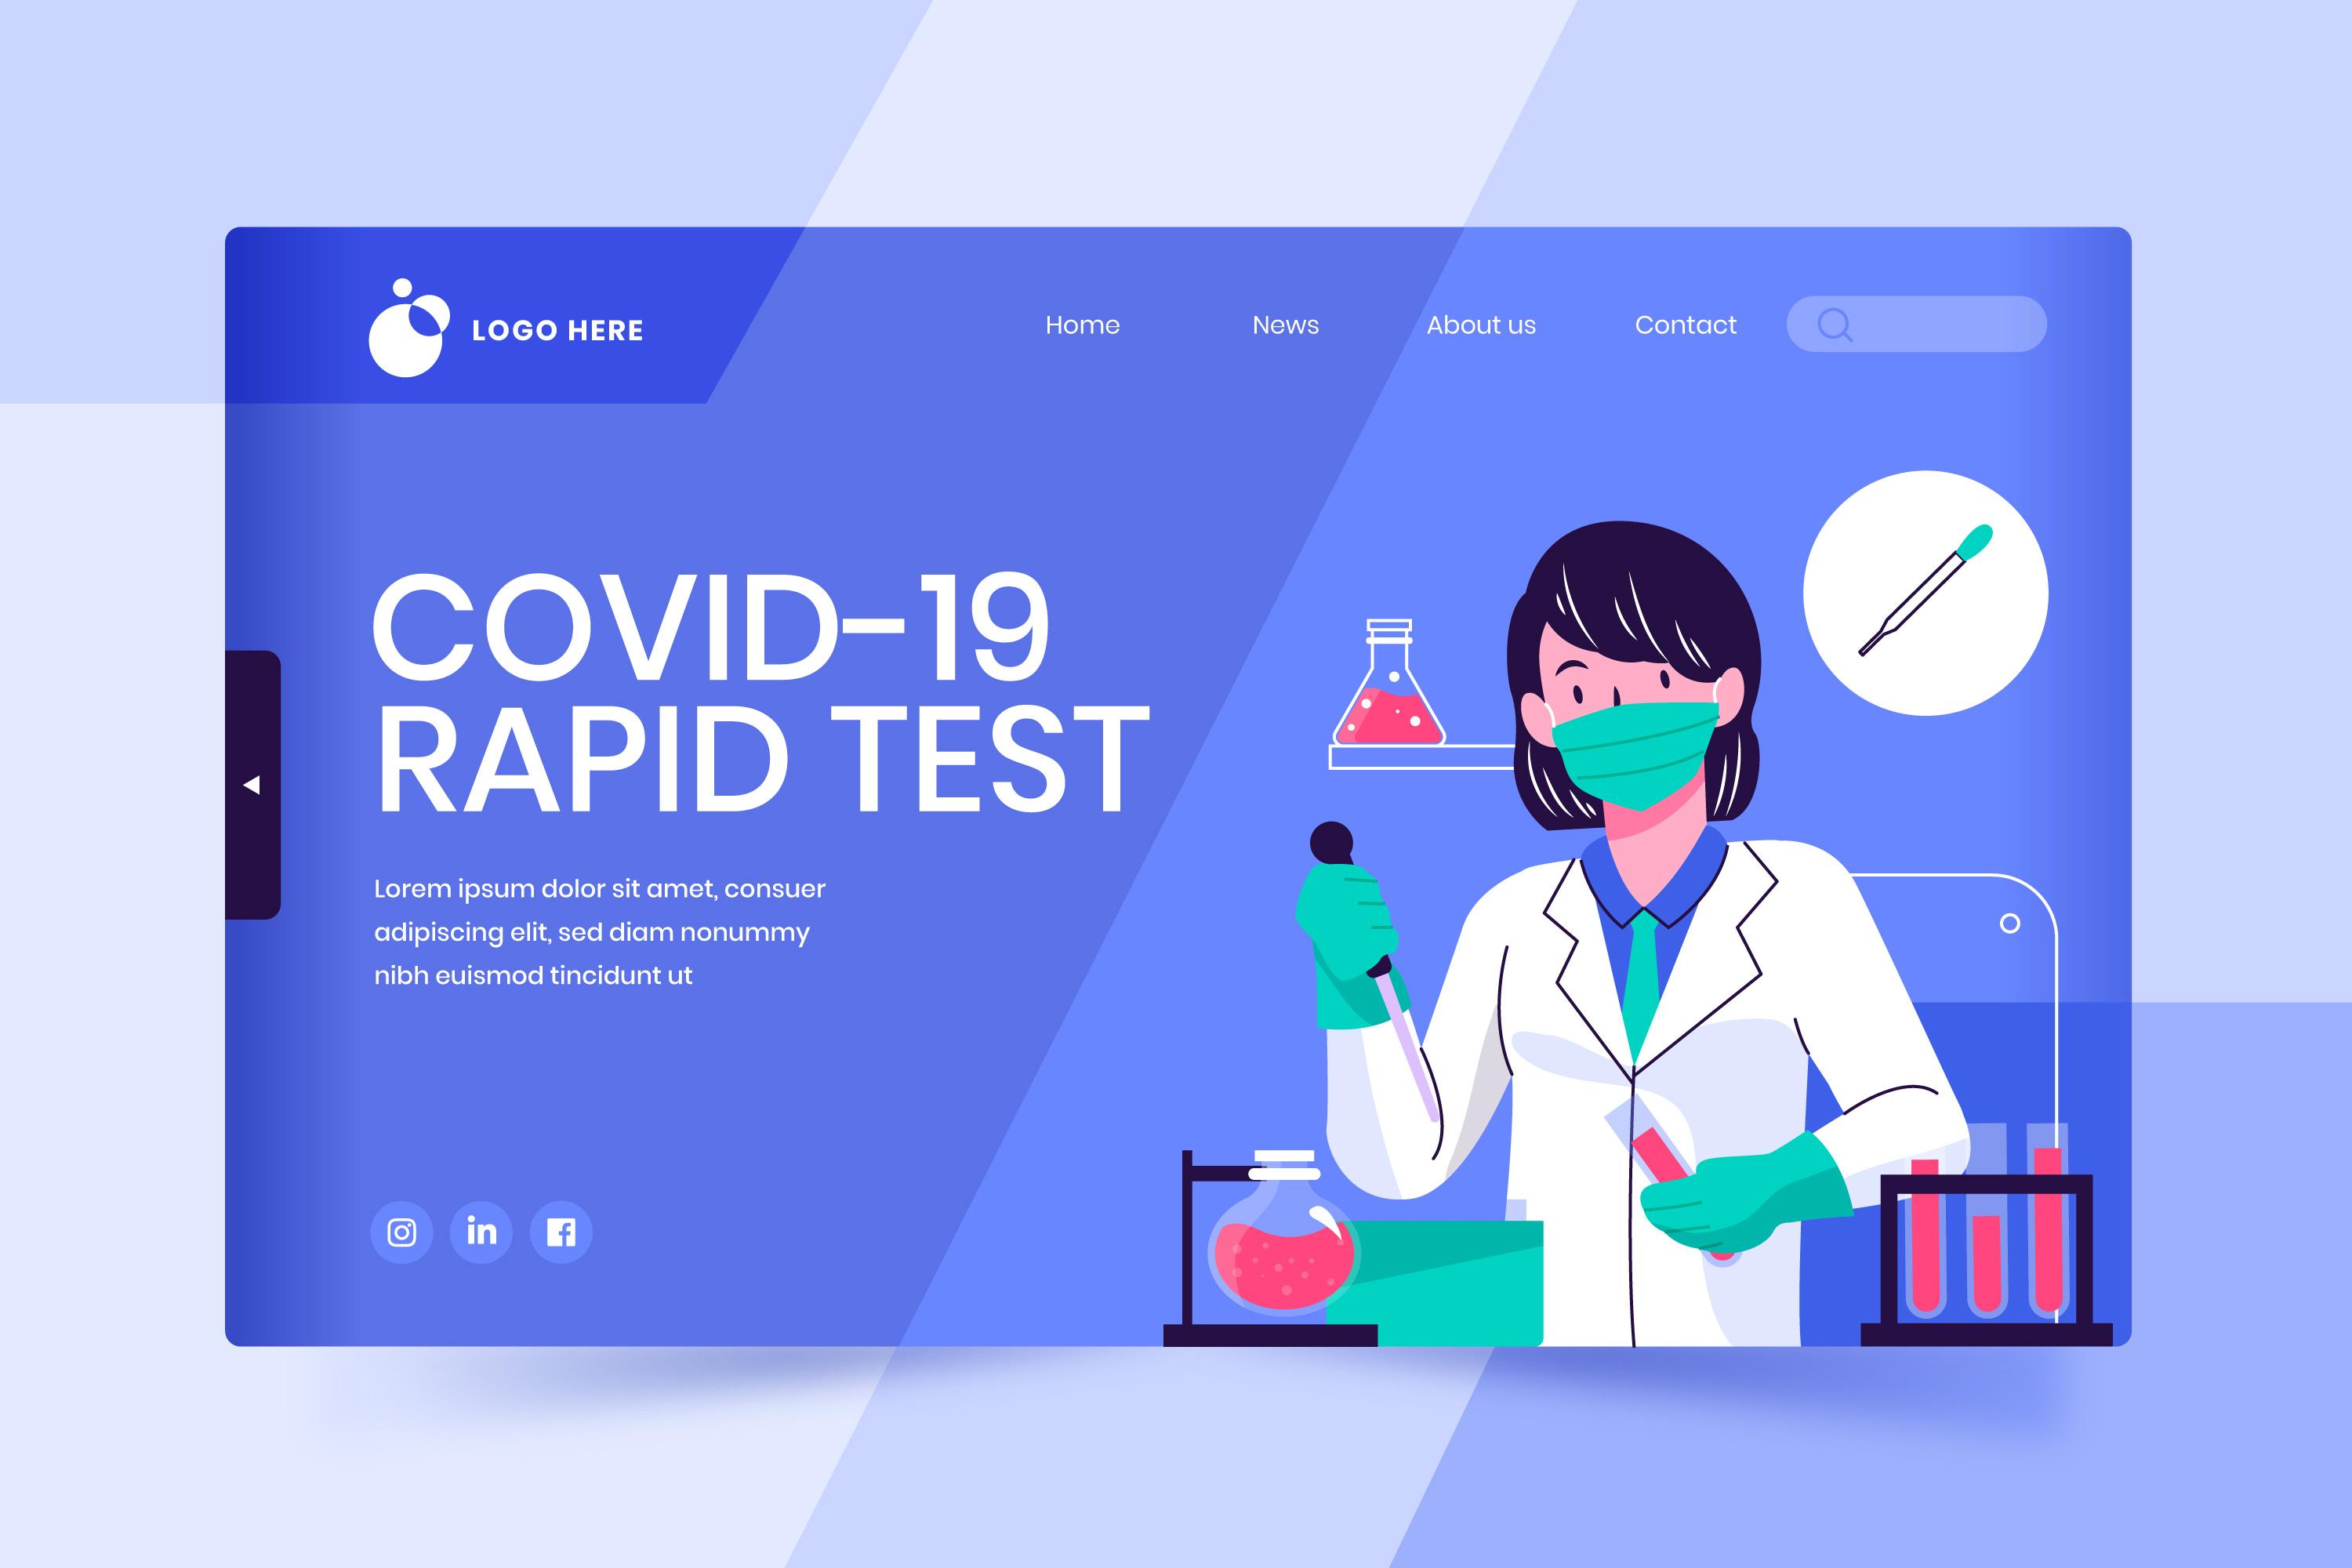 LOGO HERE
Home
News
About us
Contact
COVID-19
RAPID TEST
Lorem ipsum dolor sit amet, consuer
adipiscing elit, sed diam nonummy
nibh euismod tincidunt ut
in
f